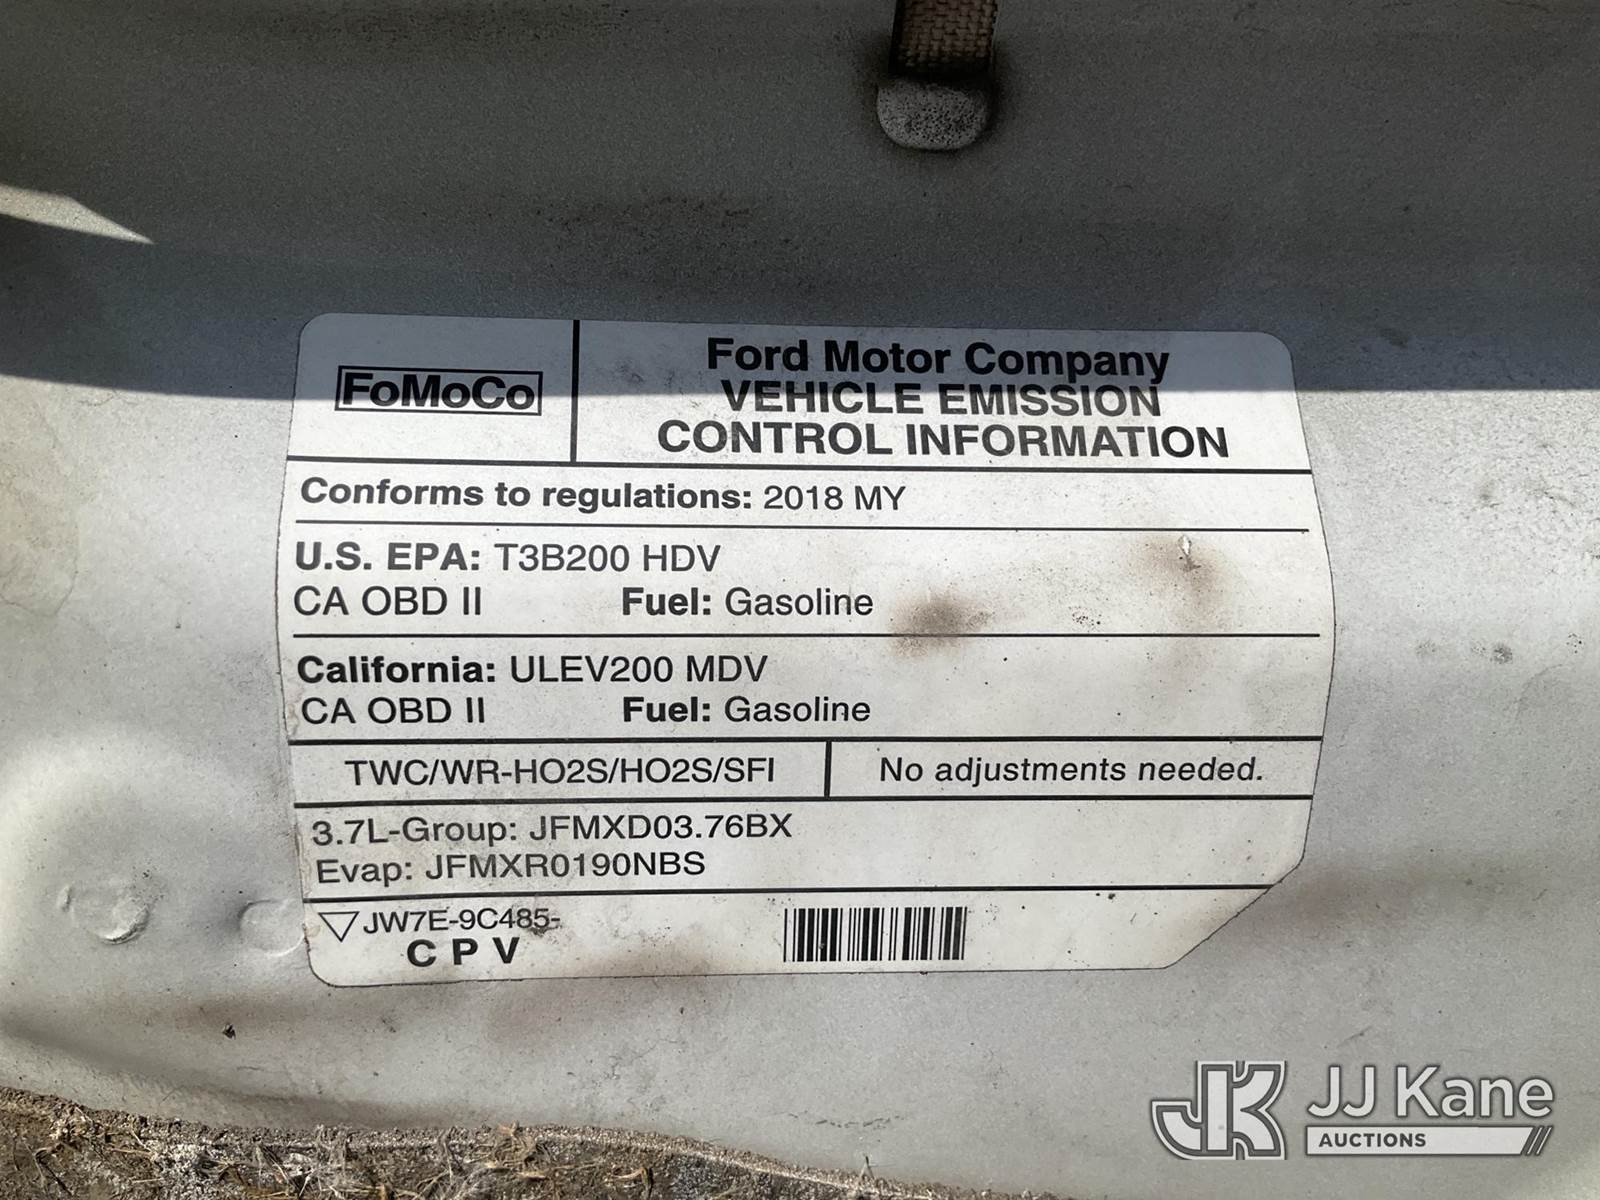 FoMoCo
Ford Motor Company
VEHICLE EMISSION
CONTROL INFORMATION
Conforms to regulations: 2018 MY
U.S. EPA: T3B200 HDV
CA OBD II Fuel: Gasoline
California: ULEV200 MDV
CA OBD II Fuel: Gasoline
TWC/WR-HO2S/HO2S/SFI No adjustments needed.
3.7L-Group: JFMXD03.76BX
Evap: JFMXR0190NBS
JW7E-9C485-
C P V
JK JJ Kane
AUCTIONS